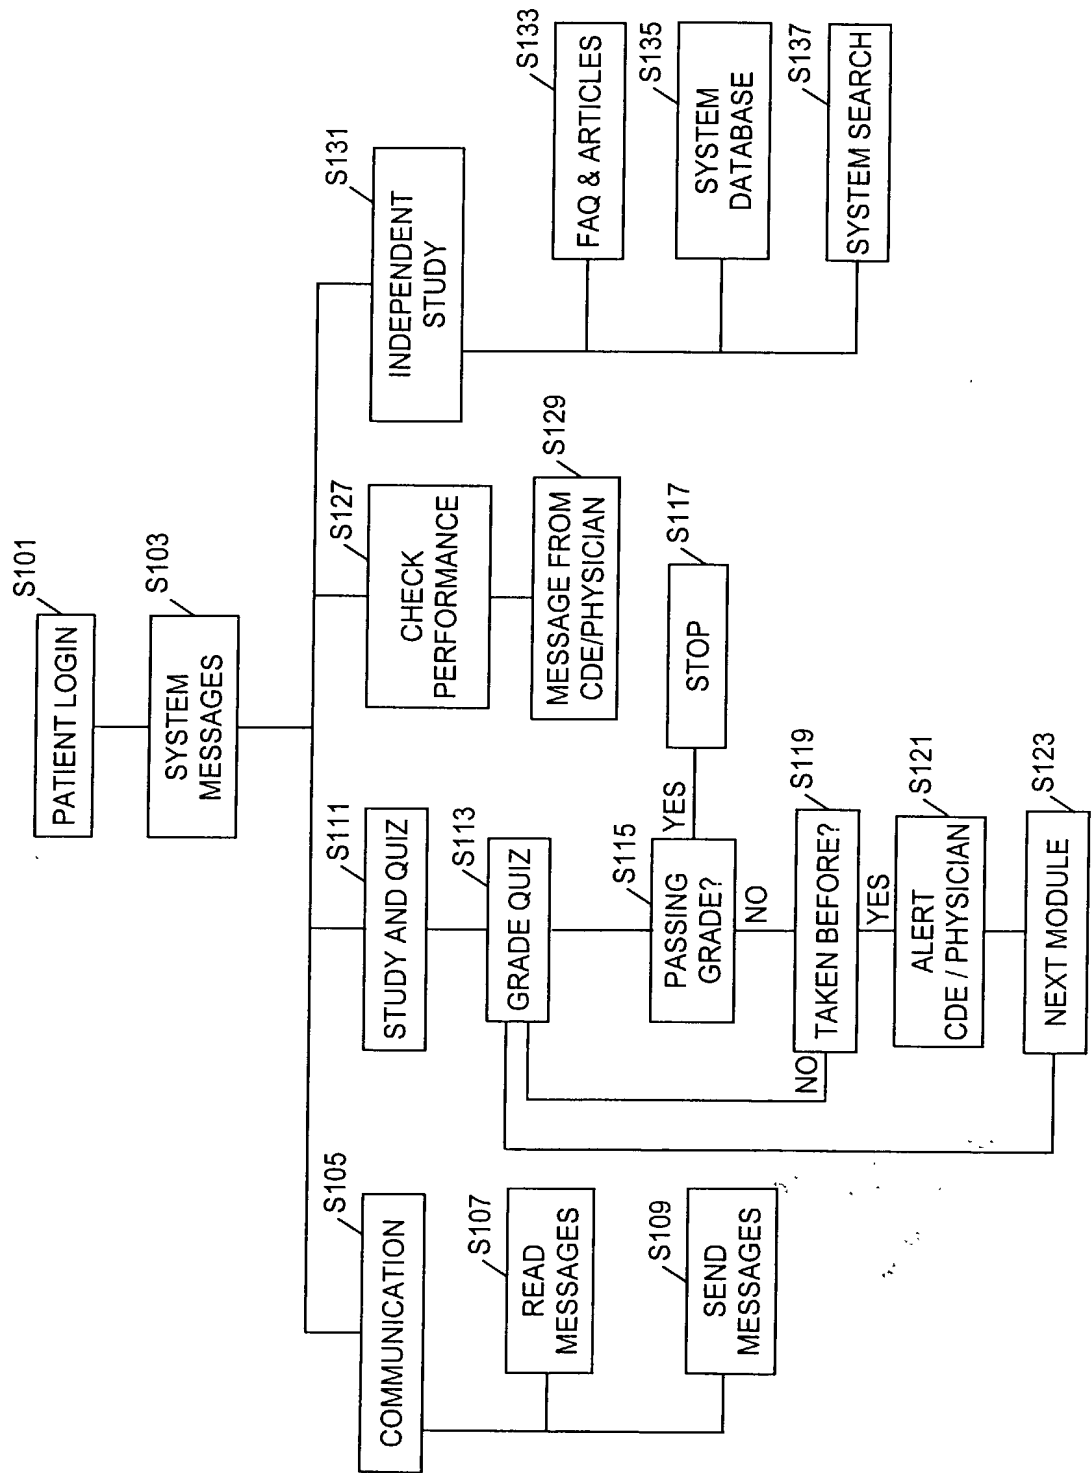 S101
PATIENT LOGIN
S103
SYSTEM
MESSAGES
S105
COMMUNICATION
S107
READ
MESSAGES
S109
SEND
MESSAGES
S111
STUDY AND QUIZ
S113
GRADE QUIZ
S115
PASSING
GRADE?
YES
S117
STOP
NO
S119
TAKEN BEFORE?
NO
YES
S121
ALERT
CDE / PHYSICIAN
S123
NEXT MODULE
S127
CHECK
PERFORMANCE
S129
MESSAGE FROM
CDE/PHYSICIAN
S131
INDEPENDENT
STUDY
S133
FAQ & ARTICLES
S135
SYSTEM
DATABASE
S137
SYSTEM SEARCH